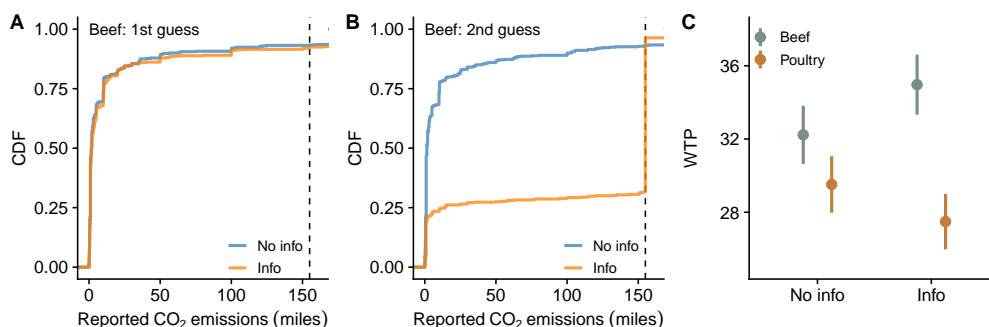 A
Beef: 1st guess
CDF
1.00
0.75
0.50
0.25
0.00
No info
Info
0
50
100
150
Reported CO₂ emissions (miles)
B
Beef: 2nd guess
CDF
1.00
0.75
0.50
0.25
0.00
No info
Info
0
50
100
150
Reported CO₂ emissions (miles)
C
Beef
Poultry
WTP
36
32
28
No info
Info